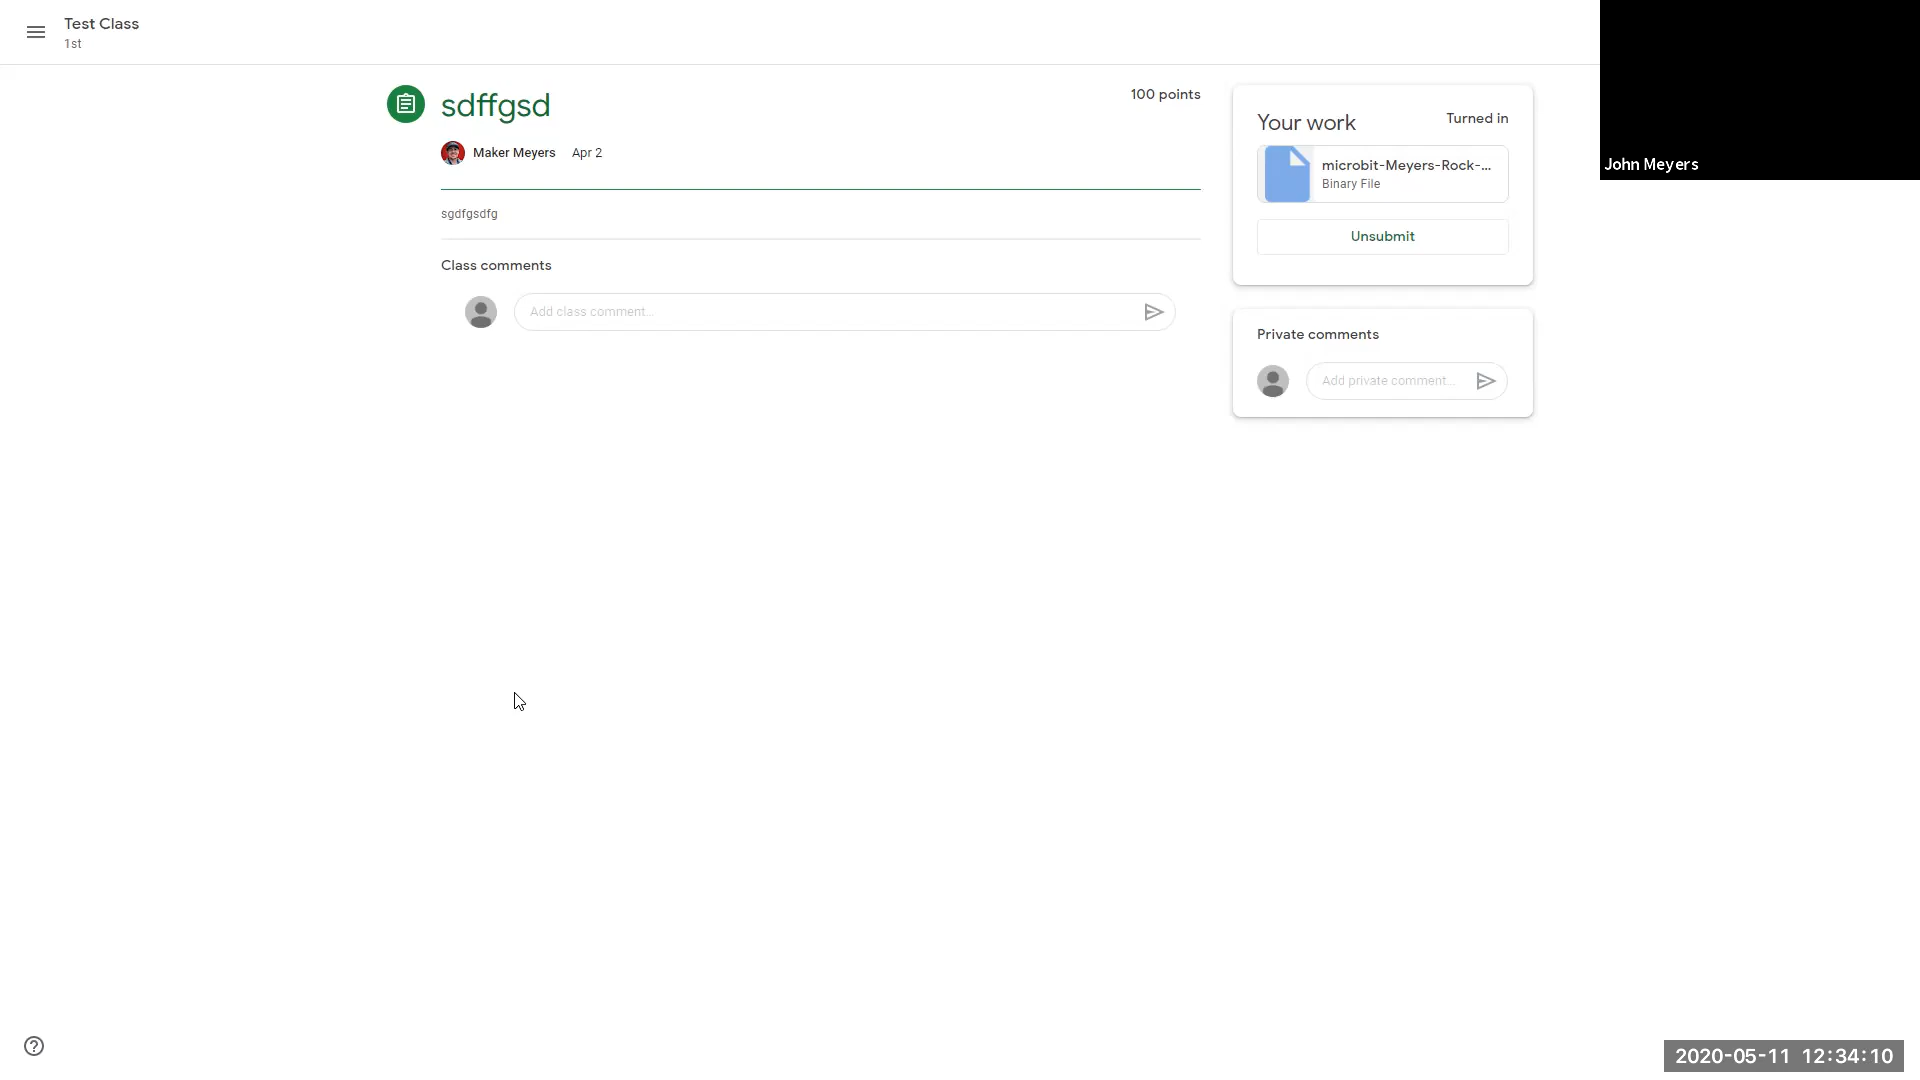 Test Class
1st
sdffgsd
100 points
Maker Meyers Apr 2
sgdfgsdfg
Class comments
Add class comment...
Your work
Turned in
microbit-Meyers-Rock-...
Binary File
Unsubmit
Private comments
Add private comment...
John Meyers
2020-05-11 12:34:10